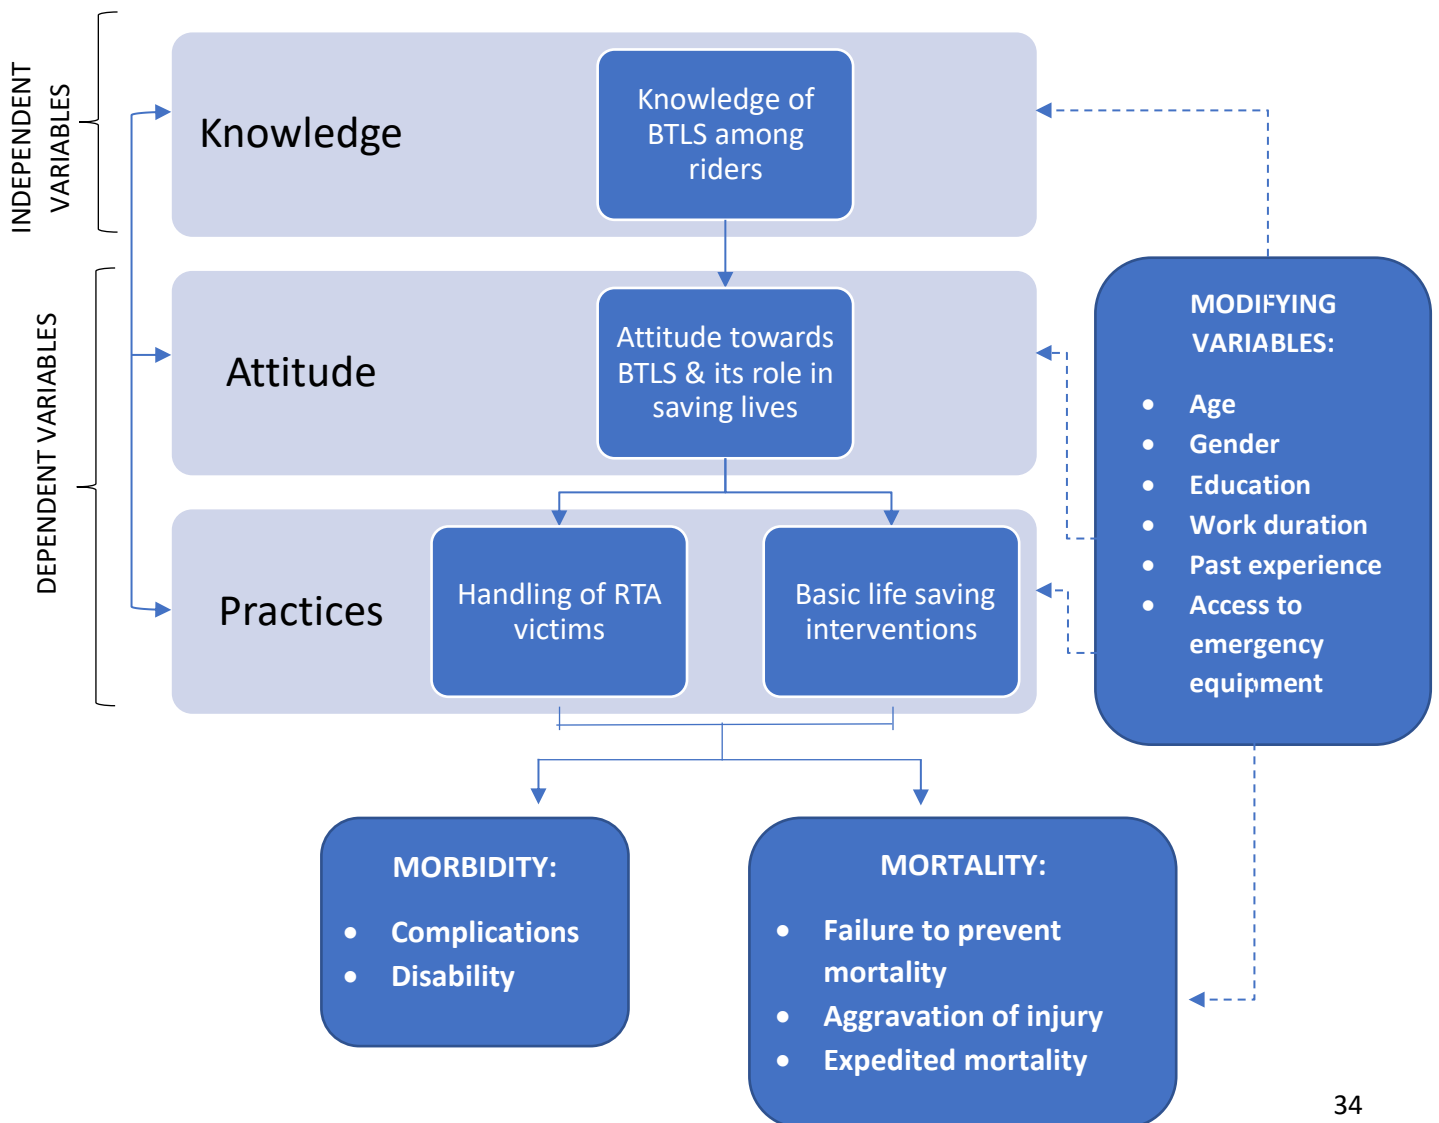 INDEPENDENT
VARIABLES
Knowledge
Knowledge of
BTLS among
riders
DEPENDENT VARIABLES
Attitude
Attitude towards
BTLS & its role in
saving lives
Practices
Handling of RTA
victims
Basic life saving
interventions
MODIFYING
VARIABLES:
• Age
• Gender
• Education
• Work duration
• Past experience
• Access to
emergency
equipment
MORBIDITY:
• Complications
• Disability
MORTALITY:
• Failure to prevent
mortality
• Aggravation of injury
• Expedited mortality
34